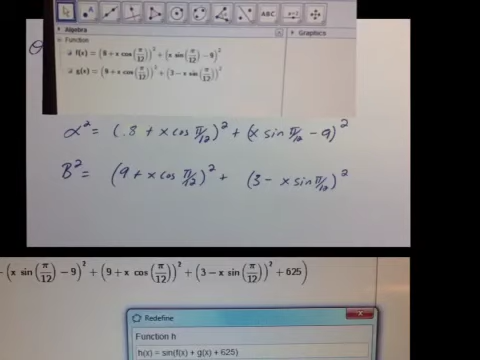 ABC
a=2
Algebra
Graphics
Function
f(x) = (8 + x cos(π/12))² + (x sin(π/12) − 9)²
g(x) = (9 + x cos(π/12))² + (3 − x sin(π/12))²
α² = (.8 + x cos π/12)² + (x sin π/12 − 9)²
B² = (9 + x cos π/12)² + (3 − x sin π/12)²
(x sin(π/12) − 9)² + (9 + x cos(π/12))² + (3 − x sin(π/12))² + 625)
Redefine
Function h
h(x) = sin(f(x) + g(x) + 625)